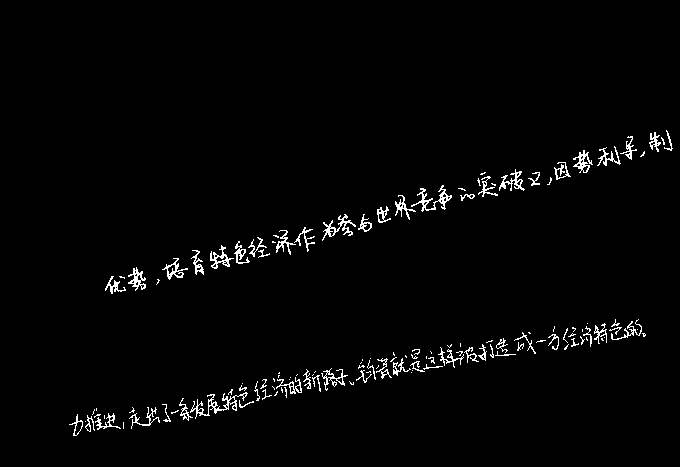 优势,培育特色经济作为参与世界竞争的突破口,因势利导,制
力推进,走出了一条发展特色经济的新路子。钧瓷就是这样被打造成一方经济特色的。